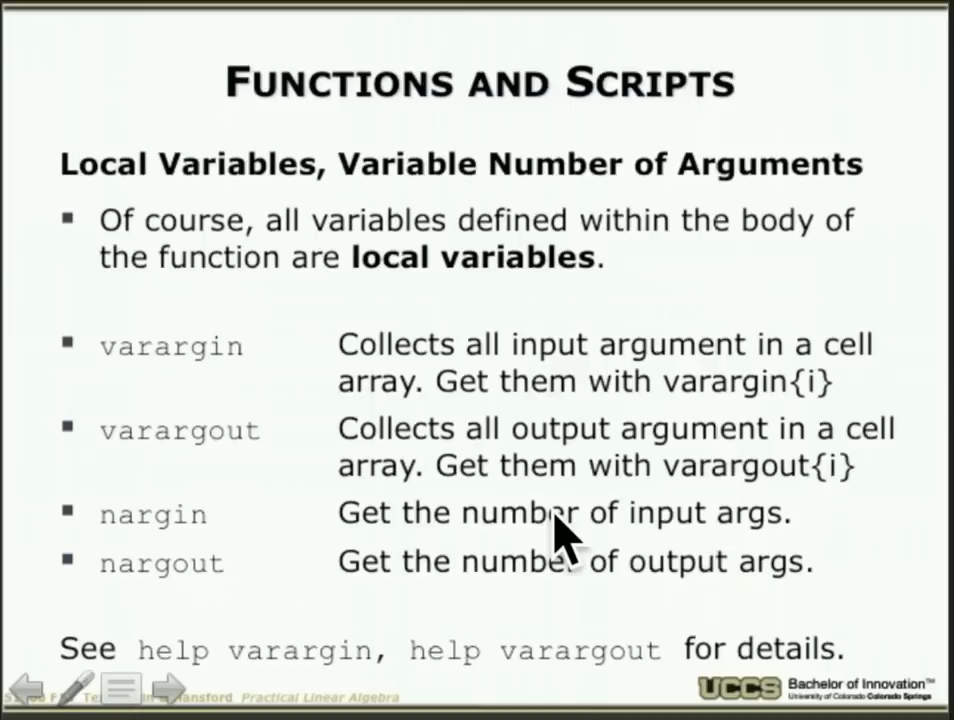 FUNCTIONS AND SCRIPTS
Local Variables, Variable Number of Arguments
▪ Of course, all variables defined within the body of
the function are local variables.
▪ varargin Collects all input argument in a cell
array. Get them with varargin{i}
▪ varargout Collects all output argument in a cell
array. Get them with varargout{i}
▪ nargin Get the number of input args.
▪ nargout Get the number of output args.
See help varargin, help varargout for details.
Hansford Practical Linear Algebra
UCCS Bachelor of Innovation™
University of Colorado Colorado Springs